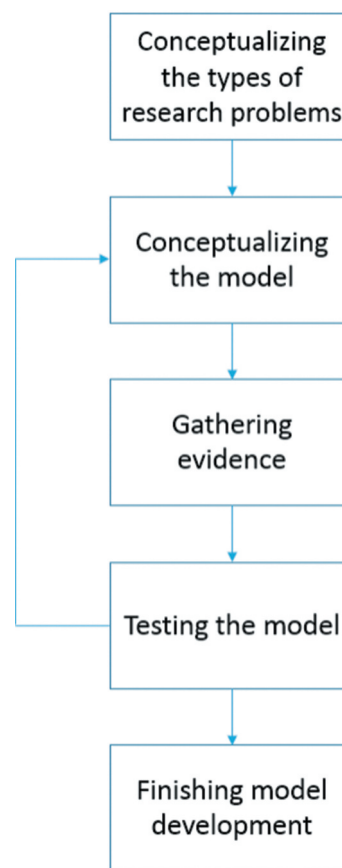 Conceptualizing
the types of
research problems
Conceptualizing
the model
Gathering
evidence
Testing the model
Finishing model
development